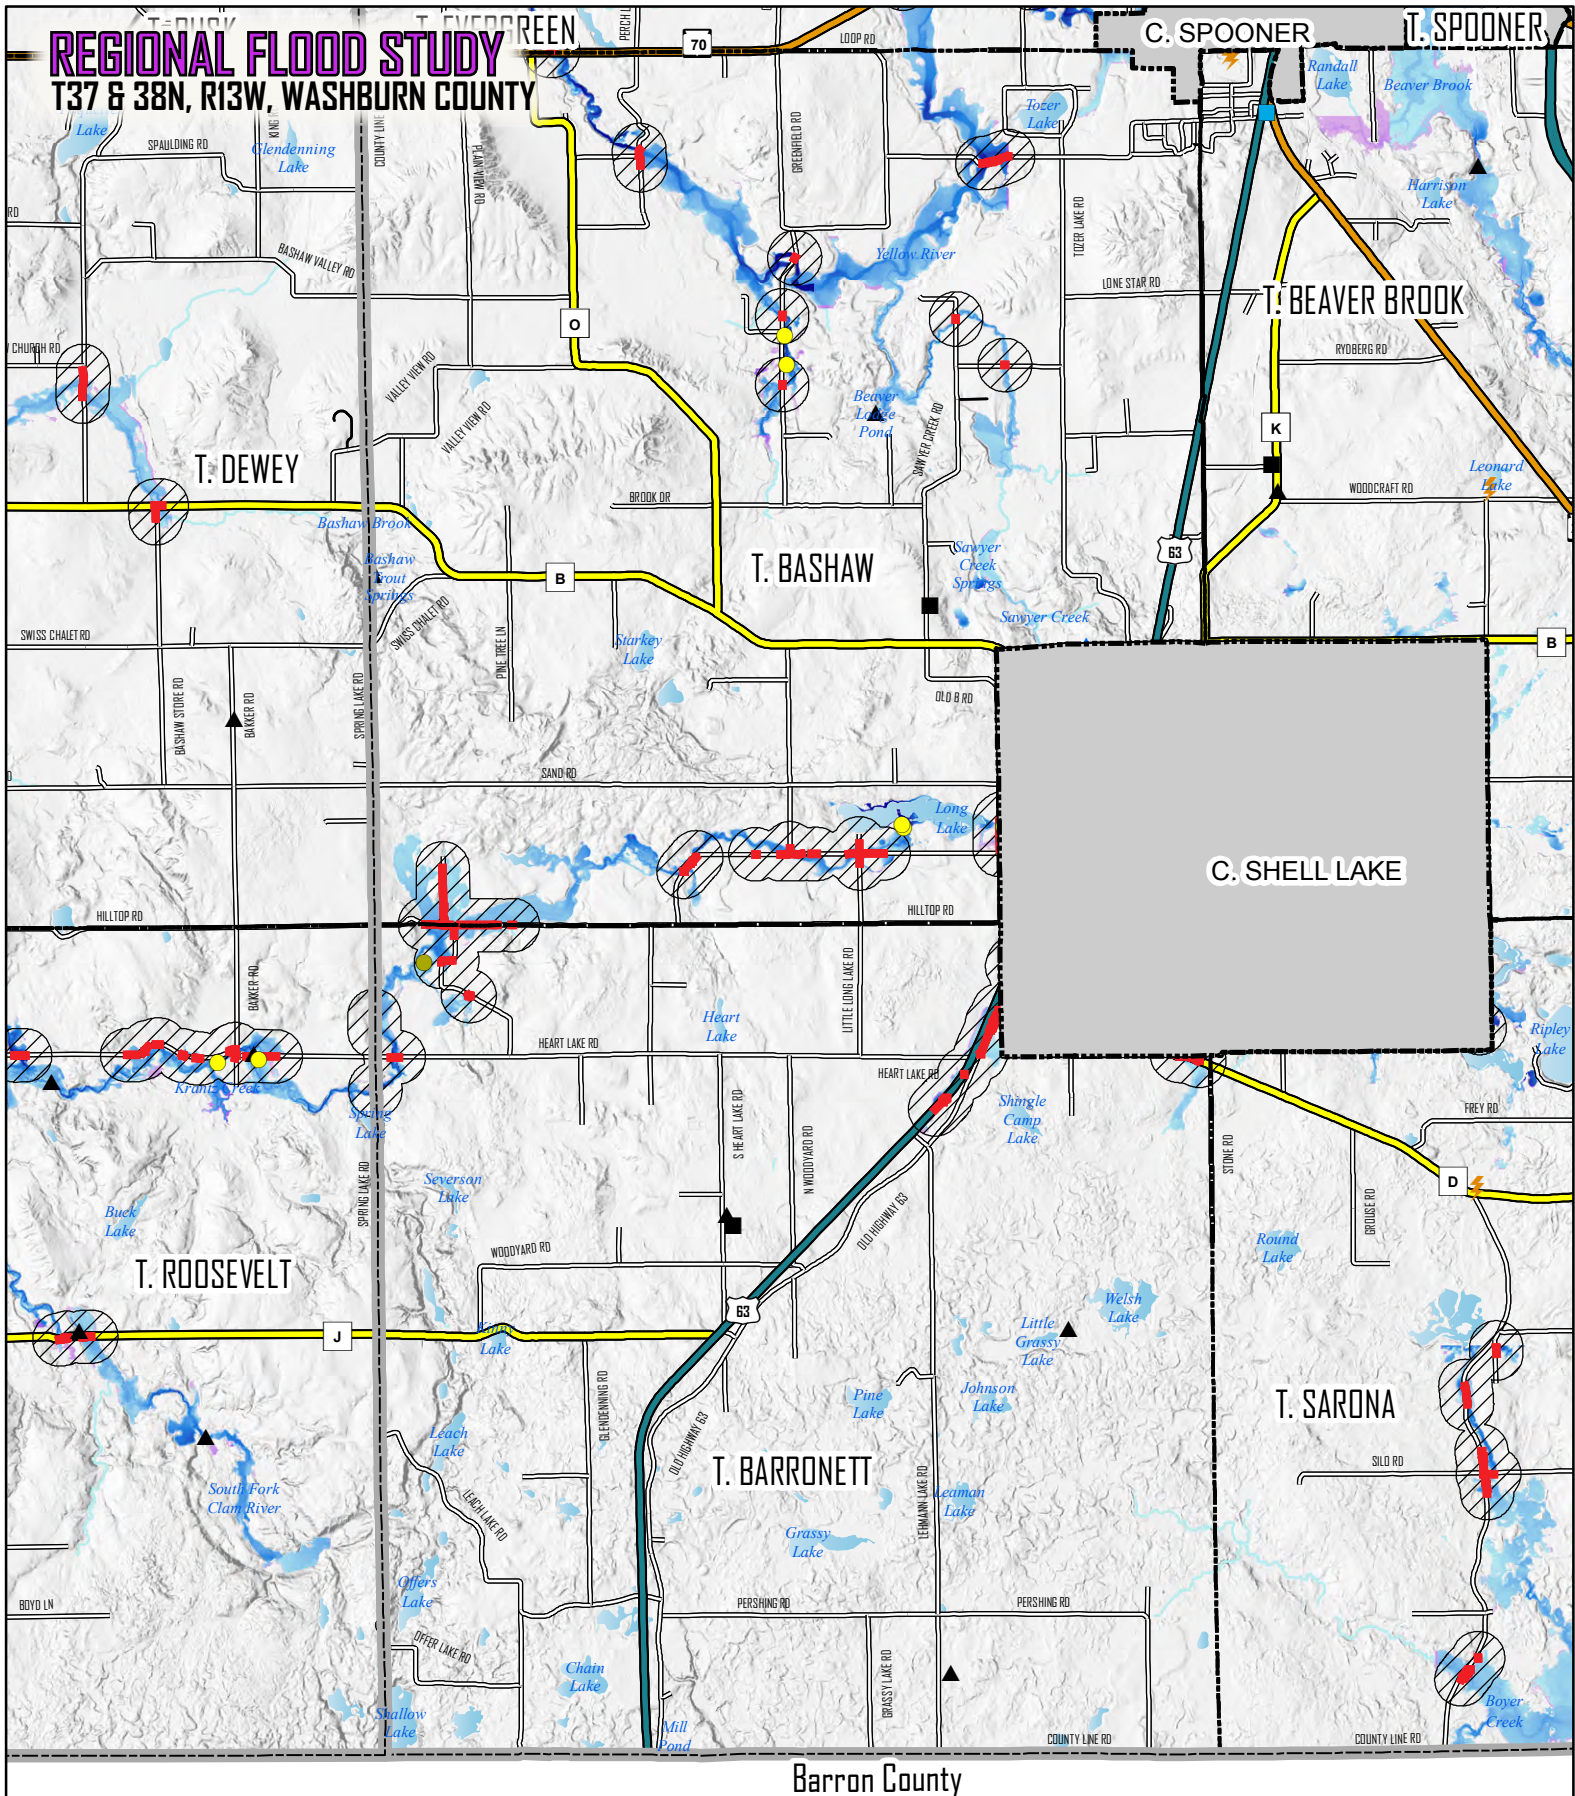 T. RUSK
T. EVERGREEN
REGIONAL FLOOD STUDY
T37 & 38N, R13W, WASHBURN COUNTY
70
LOOP RD
C. SPOONER
T. SPOONER
Randall
Lake
Beaver Brook
Tozer
Lake
Lake
SPAULDING RD
Glendenning
Lake
COUNTY LINE
PLAIN VIEW RD
GREENFIELD RD
Harrison
Lake
RD
TOZER LAKE RD
BASHAW VALLEY RD
Yellow River
LONE STAR RD
T. BEAVER BROOK
O
CHURCH RD
VALLEY VIEW RD
RYDBERG RD
Beaver
Lodge
Pond
SAWYER CREEK RD
VALLEY VIEW RD
K
T. DEWEY
Leonard
Lake
WOODCRAFT RD
BROOK DR
Bashaw Brook
Bashaw
Trout
Springs
B
T. BASHAW
Sawyer
Creek
Springs
63
Sawyer Creek
SWISS CHALET RD
SWISS CHALET RD
PINE TREE LN
Starkey
Lake
B
OLD B RD
BASHAW STORE RD
BAKKER RD
SPRING LAKE RD
SAND RD
Long
Lake
C. SHELL LAKE
HILLTOP RD
HILLTOP RD
BAKKER RD
LITTLE LONG LAKE RD
Heart
Lake
HEART LAKE RD
HEART LAKE RD
Ripley
Lake
Krantz Creek
Spring
Lake
Shingle
Camp
Lake
FREY RD
S HEART LAKE RD
N WOODYARD RD
STONE RD
D
SPRING LAKE RD
Severson
Lake
GROUSE RD
Buck
Lake
OLD HIGHWAY 63
WOODYARD RD
Round
Lake
T. ROOSEVELT
63
Welsh
Lake
J
Little
Grassy
Lake
Lake
GLENDENNING RD
Pine
Lake
Johnson
Lake
T. SARONA
Leach
Lake
OLD HIGHWAY 63
T. BARRONETT
SILO RD
South Fork
Clam River
LEACH LAKE RD
LEHMANN LAKE RD
Leaman
Lake
Grassy
Lake
Offers
Lake
BOYD LN
PERSHING RD
PERSHING RD
OFFER LAKE RD
Chain
Lake
GRASSY LAKE RD
Shallow
Lake
Mill
Pond
Boyer
Creek
COUNTY LINE RD
COUNTY LINE RD
Barron County